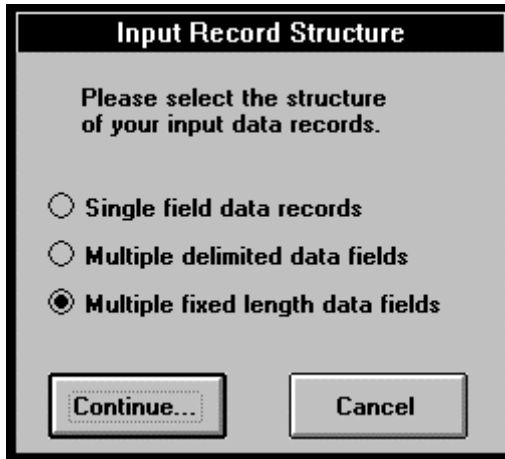 Input Record Structure
Please select the structure
of your input data records.
Single field data records
Multiple delimited data fields
Multiple fixed length data fields
Continue...
Cancel